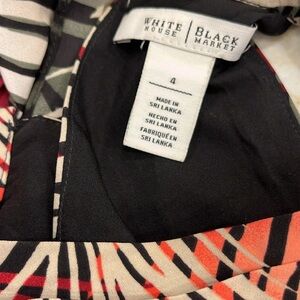 WHITE HOUSE | BLACK MARKET
4
MADE IN
SRI LANKA
HECHO EN
SRI LANKA
FABRIQUÉ EN
SRI LANKA